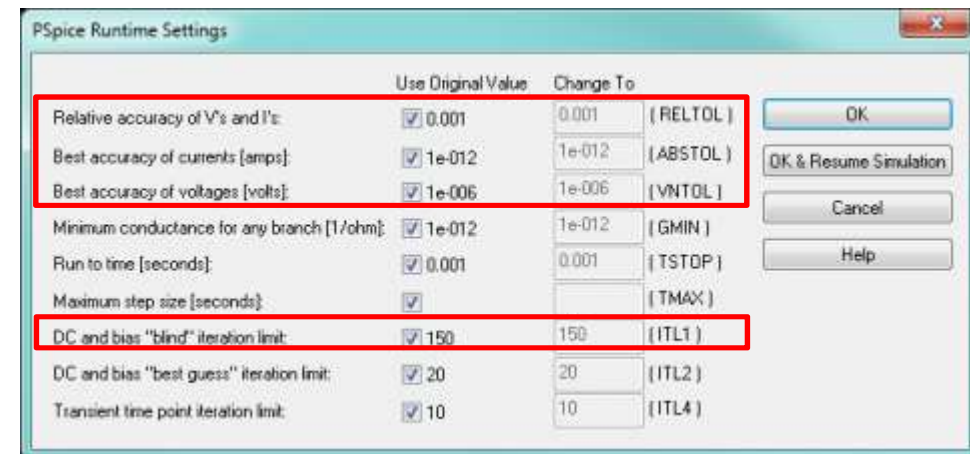 PSpice Runtime Settings
Use Original Value Change To
Relative accuracy of V's and I's: 0.001 0.001 (RELTOL)
OK
Best accuracy of currents [amps]: 1e-012 1e-012 (ABSTOL)
OK & Resume Simulation
Best accuracy of voltages [volts]: 1e-006 1e-006 (VNTOL)
Cancel
Minimum conductance for any branch [1/ohm]: 1e-012 1e-012 (GMIN)
Help
Run to time [seconds]: 0.001 0.001 (TSTOP)
Maximum step size [seconds]: (TMAX)
DC and bias "blind" iteration limit: 150 150 (ITL1)
DC and bias "best guess" iteration limit: 20 20 (ITL2)
Transient time point iteration limit: 10 10 (ITL4)